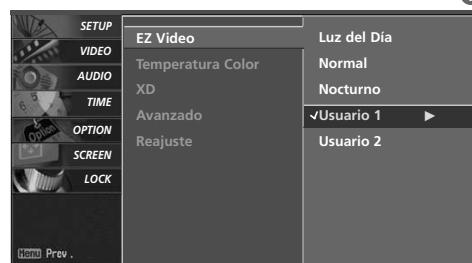 SETUP
VIDEO
AUDIO
TIME
OPTION
SCREEN
LOCK
Menu Prev.
EZ Video
Temperatura Color
XD
Avanzado
Reajuste
Luz del Día
Normal
Nocturno
✓Usuario 1 ▶
Usuario 2